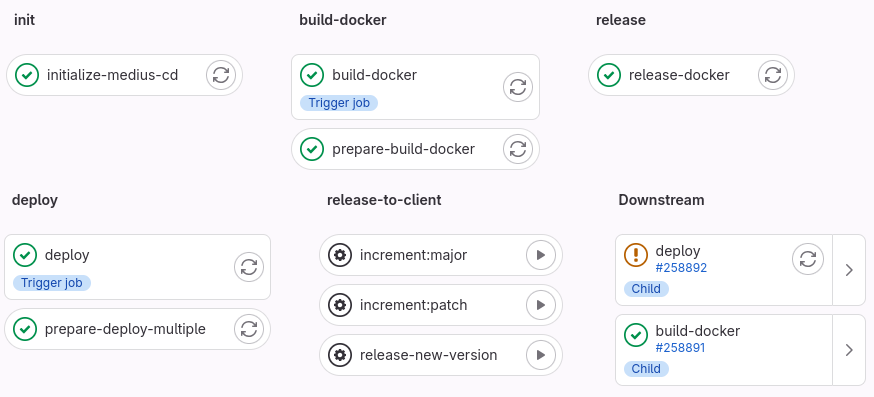 init
initialize-medius-cd
build-docker
build-docker
Trigger job
prepare-build-docker
release
release-docker
deploy
deploy
Trigger job
prepare-deploy-multiple
release-to-client
increment:major
increment:patch
release-new-version
Downstream
deploy
#258892
Child
build-docker
#258891
Child